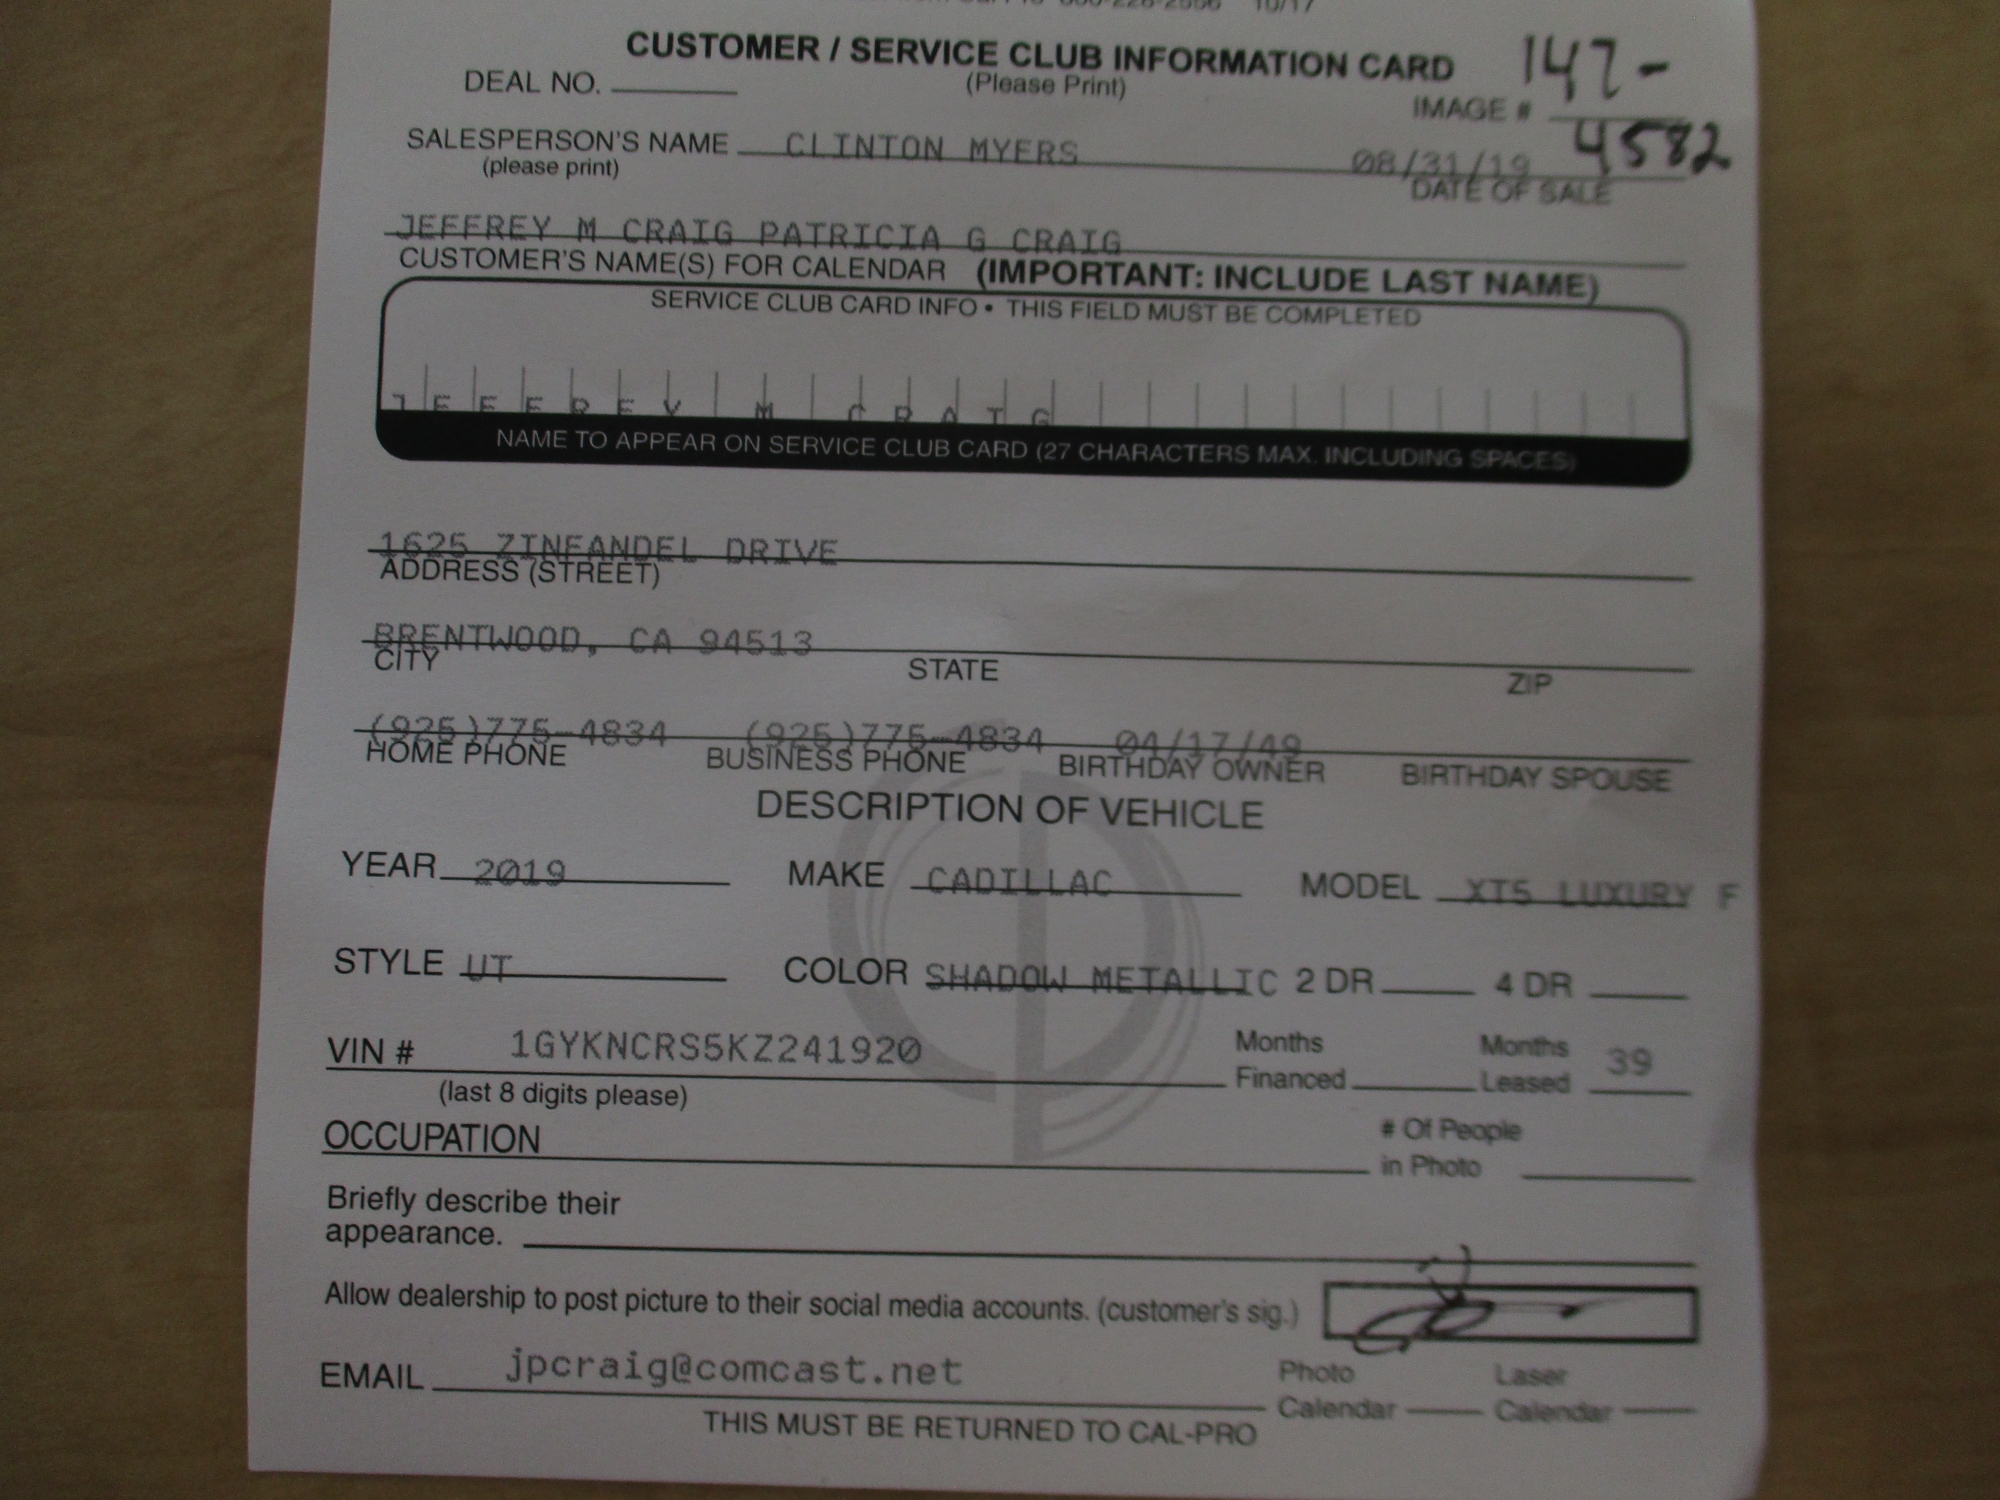 800-228-2556 10/17
CUSTOMER / SERVICE CLUB INFORMATION CARD 147-
DEAL NO. (Please Print)
IMAGE # 4582
SALESPERSON'S NAME CLINTON MYERS 08/31/19
(please print) DATE OF SALE
JEFFREY M CRAIG PATRICIA G CRAIG
CUSTOMER'S NAME(S) FOR CALENDAR (IMPORTANT: INCLUDE LAST NAME)
SERVICE CLUB CARD INFO • THIS FIELD MUST BE COMPLETED
JEFFREY M CRAIG
NAME TO APPEAR ON SERVICE CLUB CARD (27 CHARACTERS MAX. INCLUDING SPACES)
1625 ZINFANDEL DRIVE
ADDRESS (STREET)
BRENTWOOD, CA 94513
CITY STATE ZIP
(925)775-4834 (925)775-4834 04/17/49
HOME PHONE BUSINESS PHONE BIRTHDAY OWNER BIRTHDAY SPOUSE
DESCRIPTION OF VEHICLE
YEAR 2019 MAKE CADILLAC MODEL XT5 LUXURY F
STYLE UT COLOR SHADOW METALLIC 2 DR 4 DR
VIN # 1GYKNCRS5KZ241920 Months Financed Months Leased 39
(last 8 digits please)
OCCUPATION # Of People in Photo
Briefly describe their
appearance.
Allow dealership to post picture to their social media accounts. (customer's sig.)
EMAIL jpcraig@comcast.net Photo Calendar Laser Calendar
THIS MUST BE RETURNED TO CAL-PRO